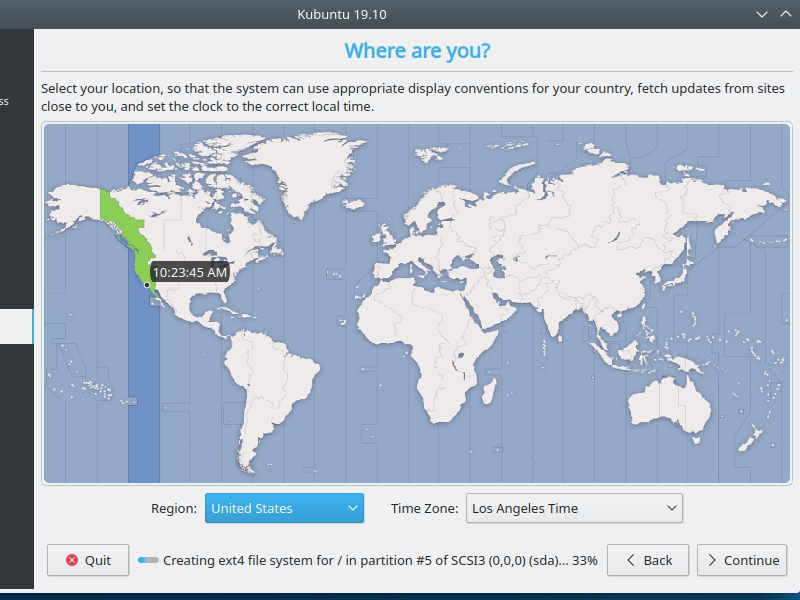 Kubuntu 19.10
Where are you?
ss
Select your location, so that the system can use appropriate display conventions for your country, fetch updates from sites
close to you, and set the clock to the correct local time.
10:23:45 AM
Region: United States Time Zone: Los Angeles Time
Quit Creating ext4 file system for / in partition #5 of SCSI3 (0,0,0) (sda)... 33% Back Continue